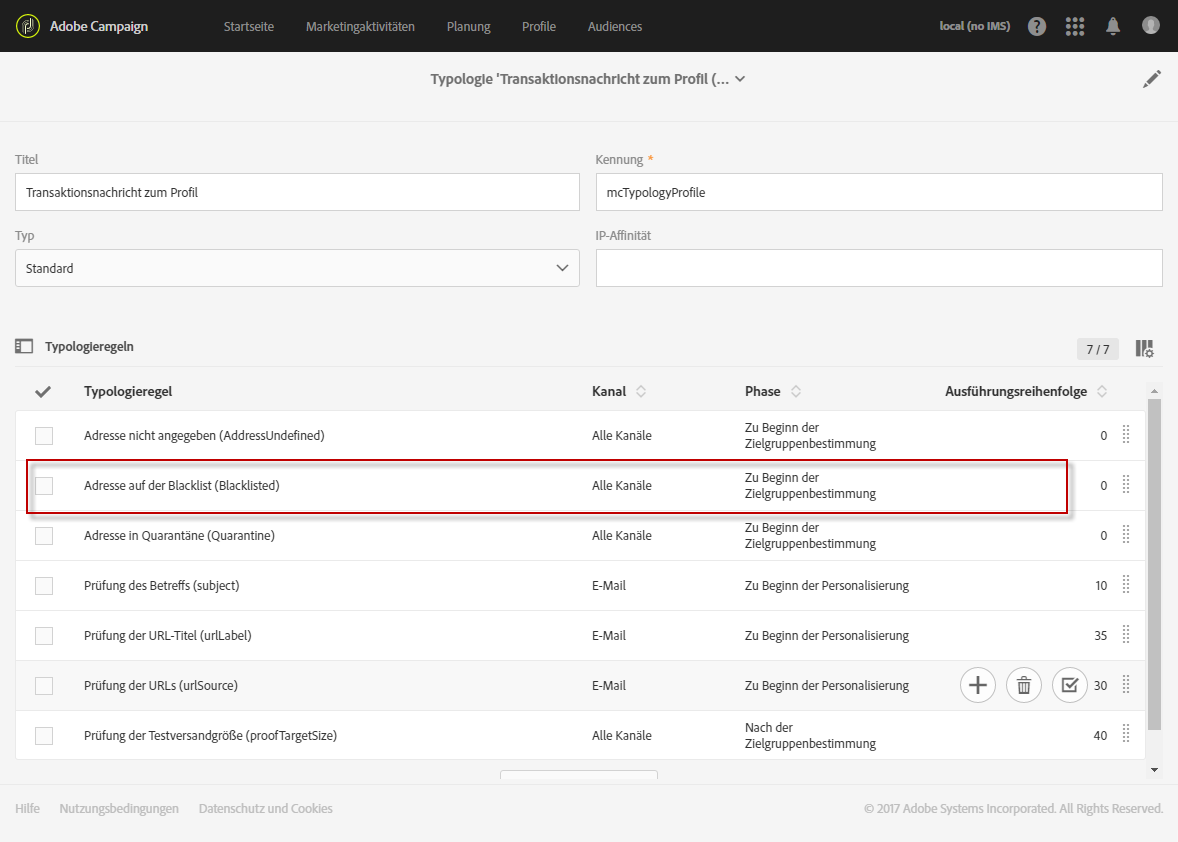 Adobe Campaign Startseite Marketingaktivitäten Planung Profile Audiences local (no IMS) ?
Typologie 'Transaktionsnachricht zum Profil (...
Titel Kennung *
Transaktionsnachricht zum Profil mcTypologyProfile
Typ IP-Affinität
Standard
Typologieregeln 7 / 7
Typologieregel Kanal Phase Ausführungsreihenfolge
Adresse nicht angegeben (AddressUndefined) Alle Kanäle Zu Beginn der
Zielgruppenbestimmung 0
Adresse auf der Blacklist (Blacklisted) Alle Kanäle Zu Beginn der
Zielgruppenbestimmung 0
Adresse in Quarantäne (Quarantine) Alle Kanäle Zu Beginn der
Zielgruppenbestimmung 0
Prüfung des Betreffs (subject) E-Mail Zu Beginn der Personalisierung 10
Prüfung der URL-Titel (urlLabel) E-Mail Zu Beginn der Personalisierung 35
Prüfung der URLs (urlSource) E-Mail Zu Beginn der Personalisierung 30
Prüfung der Testversandgröße (proofTargetSize) Alle Kanäle Nach der
Zielgruppenbestimmung 40
Hilfe Nutzungsbedingungen Datenschutz und Cookies © 2017 Adobe Systems Incorporated. All Rights Reserved.